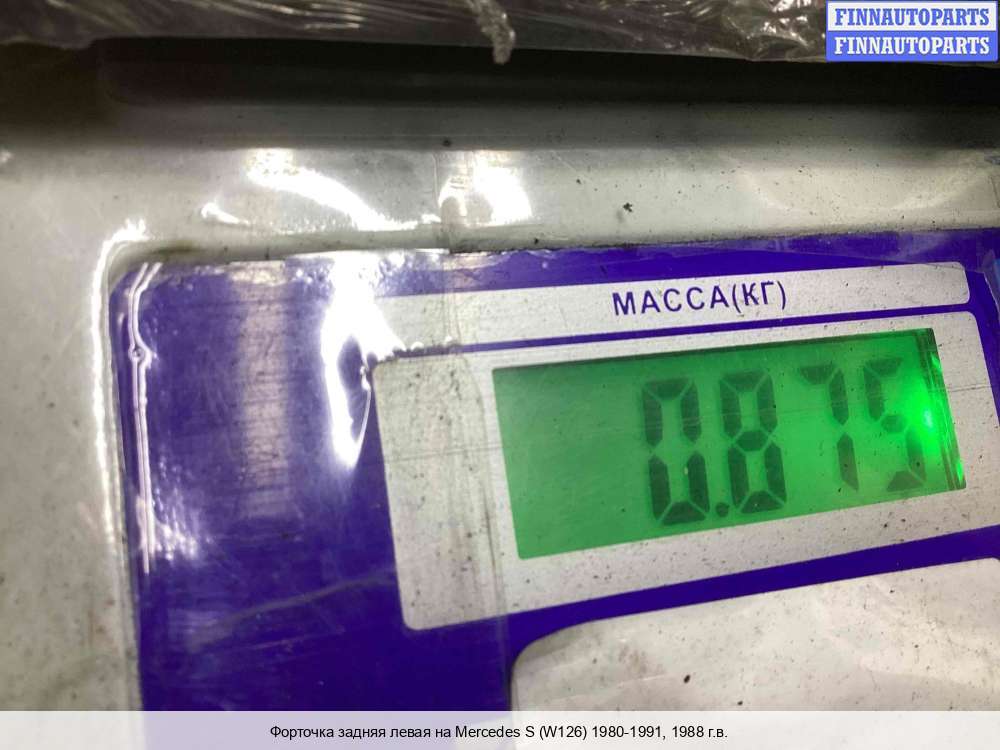 FINNAUTOPARTS
FINNAUTOPARTS
МАССА(КГ)
0.875
Форточка задняя левая на Mercedes S (W126) 1980-1991, 1988 г.в.